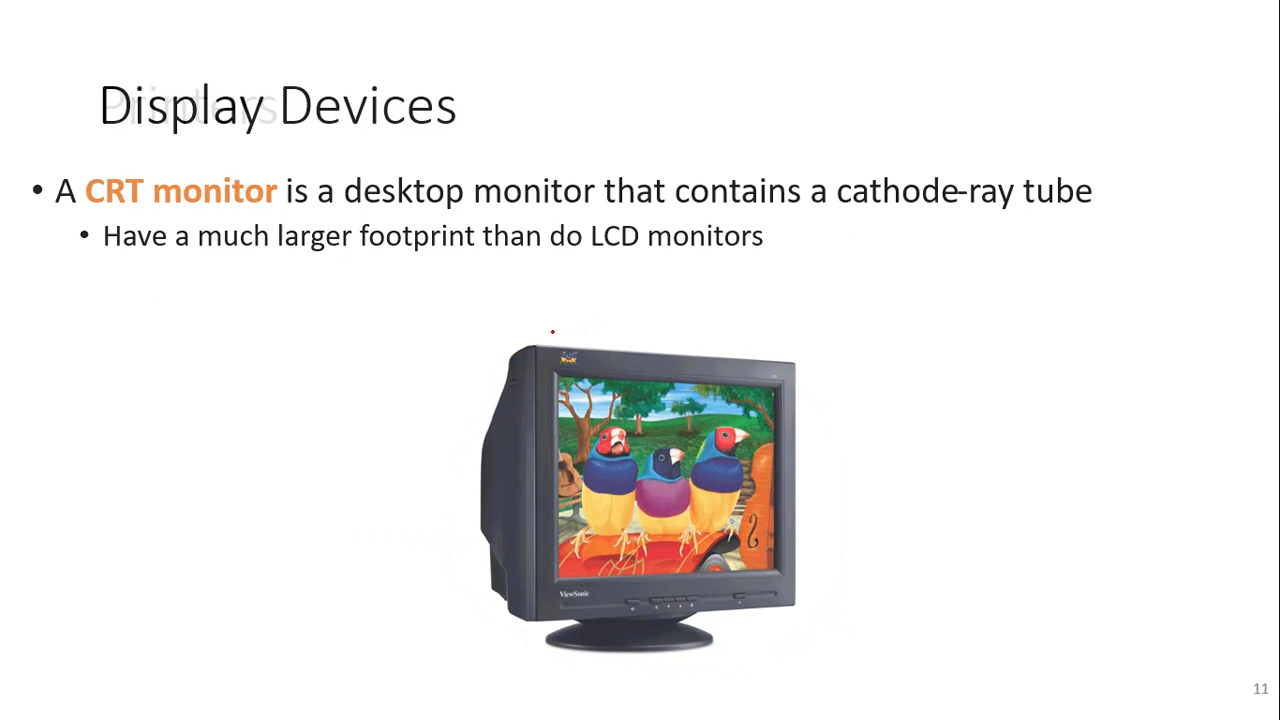 Display Devices
Printers
• A CRT monitor is a desktop monitor that contains a cathode-ray tube
• Have a much larger footprint than do LCD monitors
ViewSonic
11